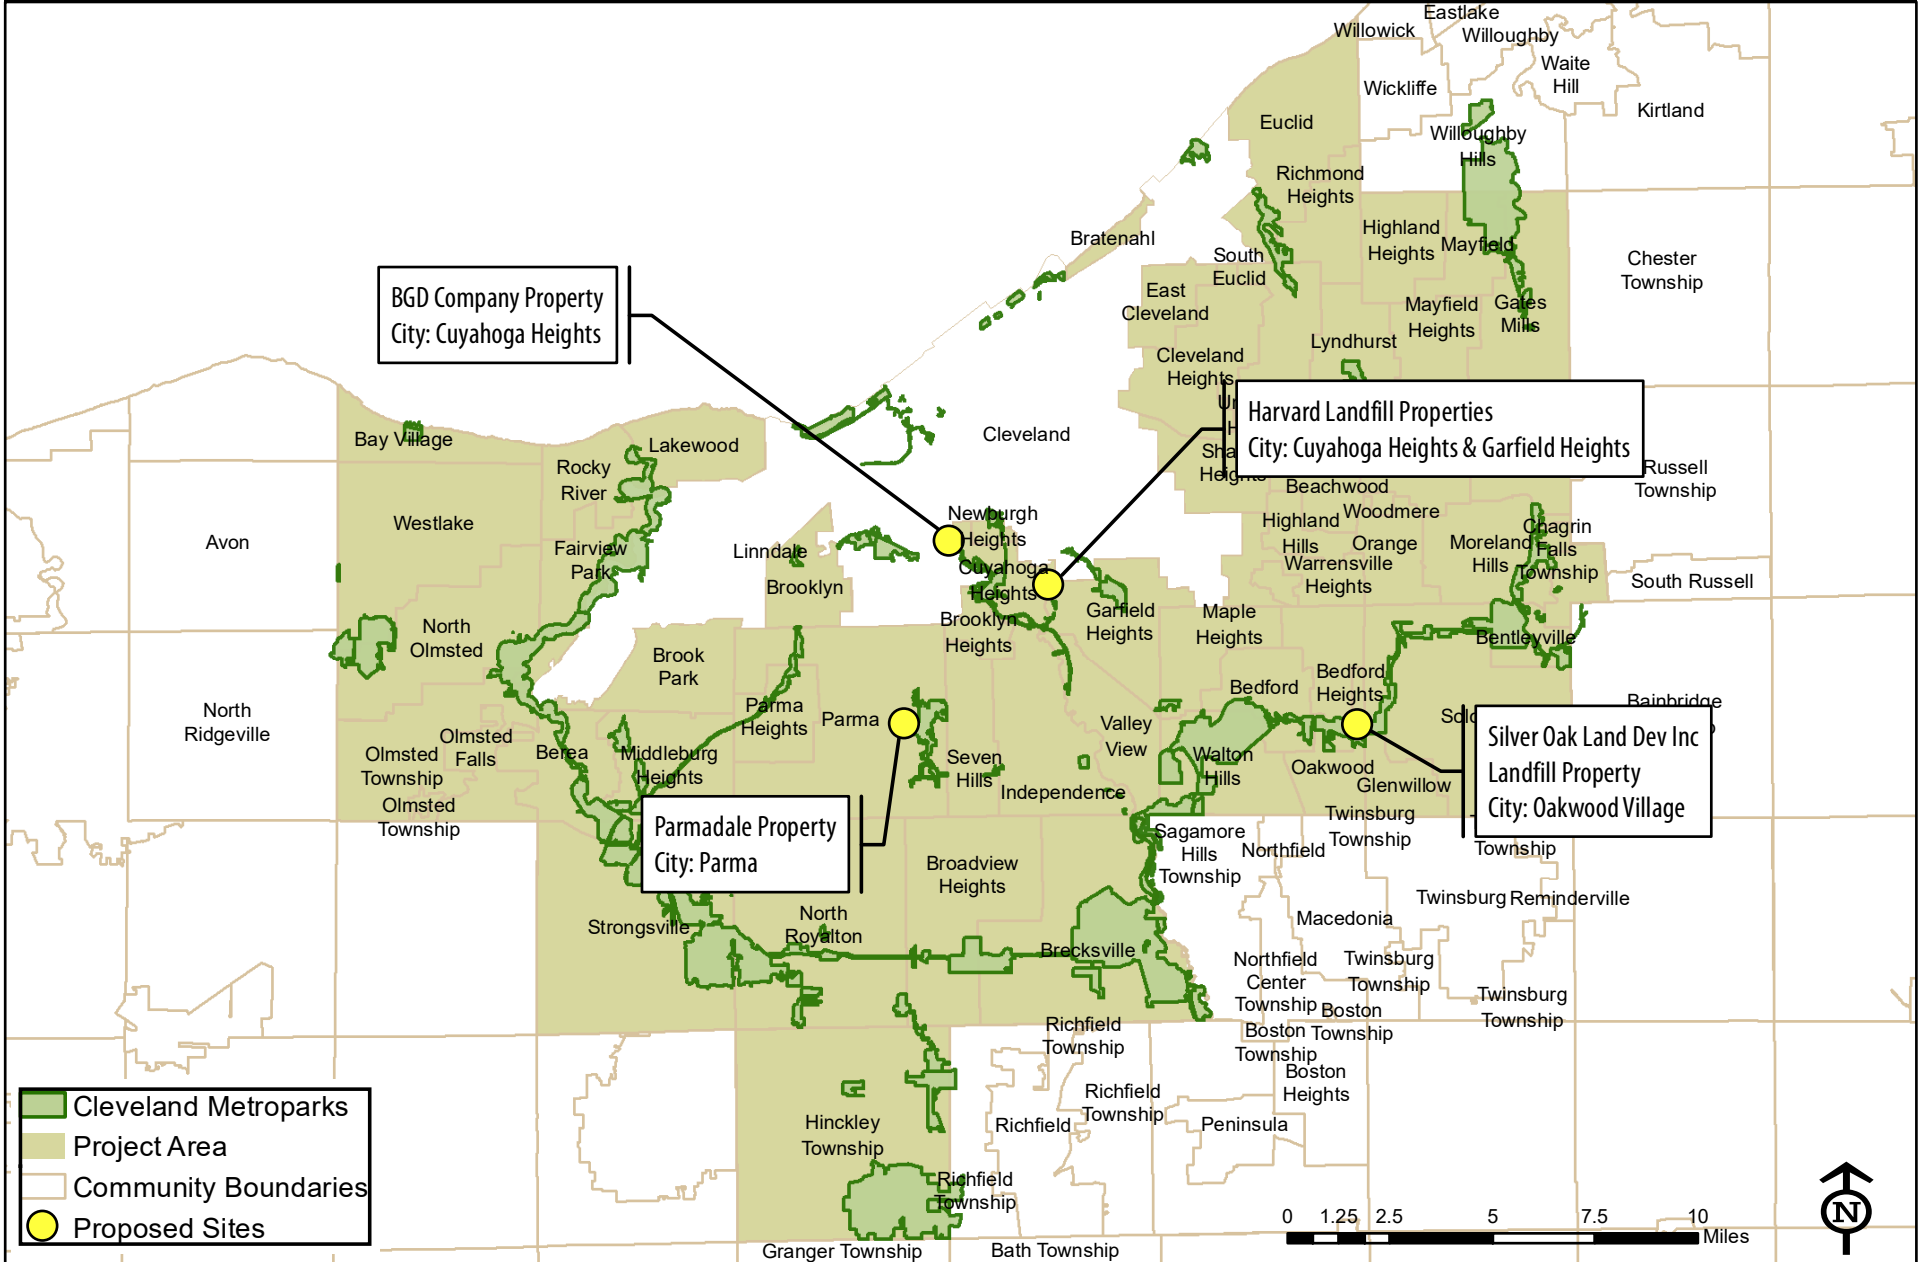 Eastlake
Willowick
Willoughby
Waite
Hill
Wickliffe
Kirtland
Euclid
Willoughby
Hills
Richmond
Heights
Highland
Heights
Mayfield
Bratenahl
South
Euclid
Chester
Township
East
Cleveland
Mayfield
Heights
Gates
Mills
Lyndhurst
Cleveland
Heights
BGD Company Property
City: Cuyahoga Heights
Harvard Landfill Properties
City: Cuyahoga Heights & Garfield Heights
Bay Village
Lakewood
Cleveland
Rocky
River
Russell
Township
Beachwood
Woodmere
Westlake
Newburgh
Heights
Highland
Hills
Orange
Chagrin
Falls
Township
Moreland
Hills
Avon
Fairview
Park
Linndale
Brooklyn
Cuyahoga
Heights
Warrensville
Heights
South Russell
Brooklyn
Heights
Garfield
Heights
Maple
Heights
North
Olmsted
Bentleyville
Brook
Park
Bedford
Heights
Bedford
Bainbridge
North
Ridgeville
Parma
Heights
Parma
Valley
View
Olmsted
Falls
Olmsted
Township
Berea
Middleburg
Heights
Seven
Hills
Walton
Hills
Oakwood
Glenwillow
Independence
Silver Oak Land Dev Inc
Landfill Property
City: Oakwood Village
Olmsted
Township
Twinsburg
Township
Parmadale Property
City: Parma
Sagamore
Hills
Township
Northfield
Township
Broadview
Heights
Twinsburg
Reminderville
Macedonia
Strongsville
North
Royalton
Brecksville
Northfield
Center
Township
Twinsburg
Township
Twinsburg
Township
Boston
Township
Richfield
Township
Boston
Township
Boston
Heights
Richfield
Township
Richfield
Peninsula
Hinckley
Township
Richfield
Township
Granger Township
Bath Township
Cleveland Metroparks
Project Area
Community Boundaries
Proposed Sites
0 1.25 2.5 5 7.5 10
Miles
N